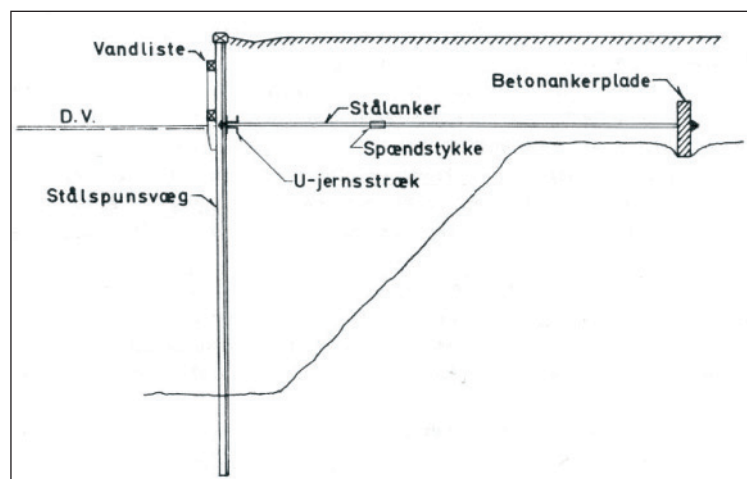 Vandliste
Betonankerplade
D.V.
Stålanker
Spændstykke
U-jernsstræk
Stålspunsvæg